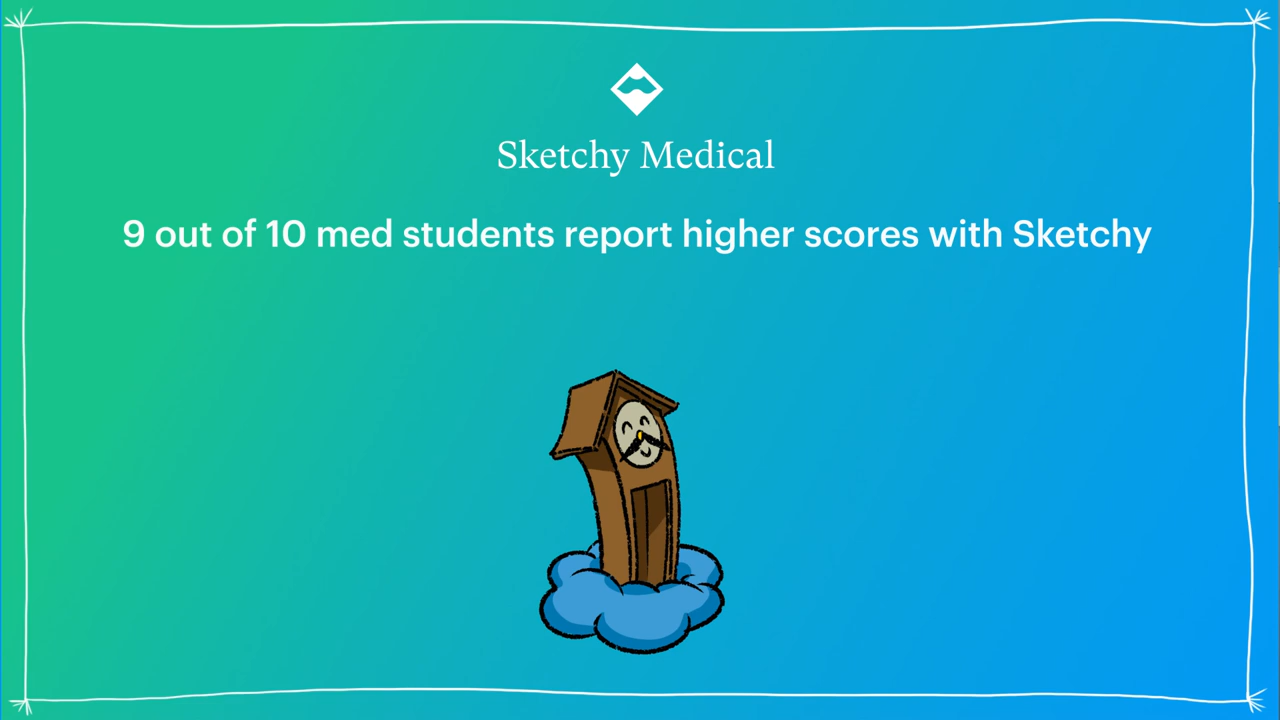 Sketchy Medical
9 out of 10 med students report higher scores with Sketchy